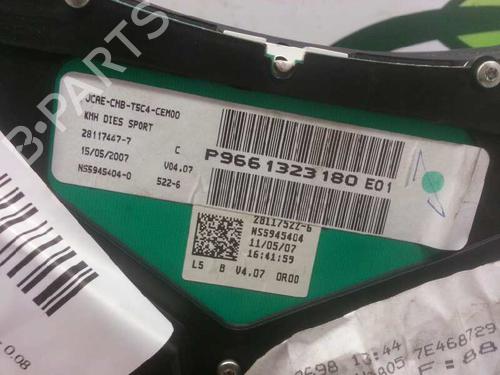 JCAE-CMB-T5C4-CEM00
KMH DIES SPORT
28117447-7 C
15/05/2007 V04.07
NS5945404-0 522-6
P9661323180 E01
28117522-6
NS5945404
11/05/07
16:41:59
L5 B V4.07 0R00
13:44
7E468729
B-Parts
0.08